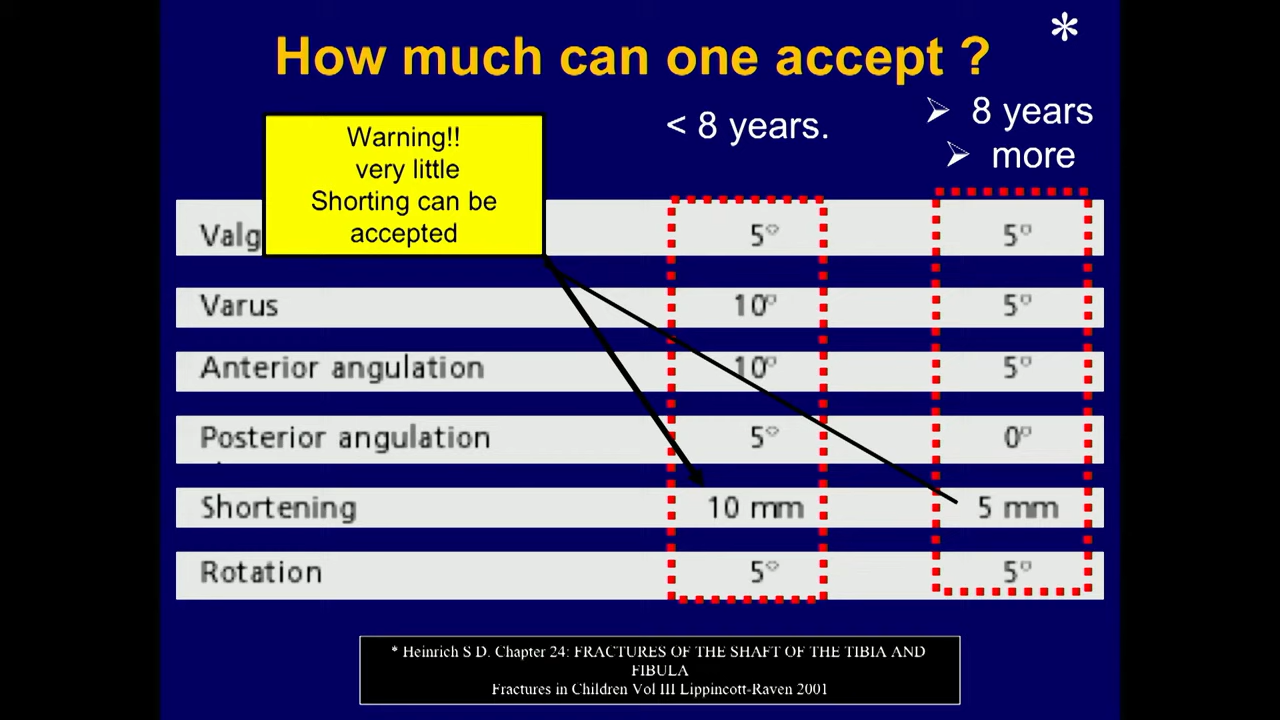 *
How much can one accept ?
Warning!!
very little
Shorting can be
accepted
< 8 years.
➢ 8 years
➢ more
Valg 5° 5°
Varus 10° 5°
Anterior angulation 10° 5°
Posterior angulation 5° 0°
Shortening 10 mm 5 mm
Rotation 5° 5°
* Heinrich S D. Chapter 24: FRACTURES OF THE SHAFT OF THE TIBIA AND
FIBULA
Fractures in Children Vol III Lippincott-Raven 2001